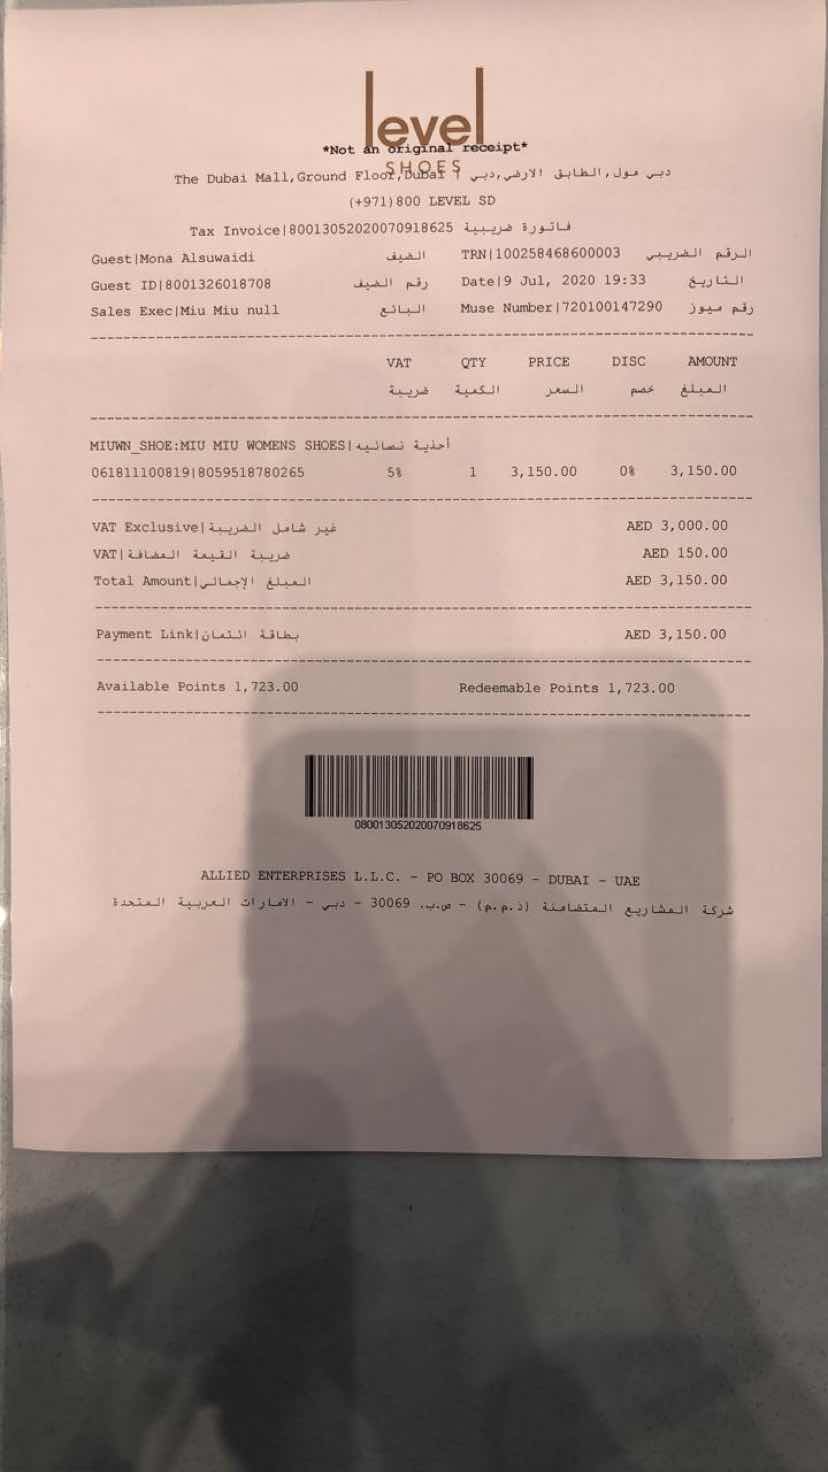 level
*Not an original receipt*
SHOES
The Dubai Mall,Ground Floor,Dubai | دبي مول,الطابق الارضي,دبي
(+971)800 LEVEL SD
Tax Invoice|80013052020070918625 فاتورة ضريبية
Guest|Mona Alsuwaidi الضيف TRN|100258468600003 الرقم الضريبي
Guest ID|8001326018708 رقم الضيف Date|9 Jul, 2020 19:33 التاريخ
Sales Exec|Miu Miu null البائع Muse Number|720100147290 رقم ميوز
VAT QTY PRICE DISC AMOUNT
ضريبة الكمية السعر خصم المبلغ
MIUWN_SHOE:MIU MIU WOMENS SHOES|أحذية نسائيه
061811100819|8059518780265 5% 1 3,150.00 0% 3,150.00
VAT Exclusive|غير شامل الضريبة AED 3,000.00
VAT|ضريبة القيمة المضافة AED 150.00
Total Amount|المبلغ الإجمالي AED 3,150.00
Payment Link|بطاقة ائتمان AED 3,150.00
Available Points 1,723.00 Redeemable Points 1,723.00
080013052020070918625
ALLIED ENTERPRISES L.L.C. - PO BOX 30069 - DUBAI - UAE
شركة المشاريع المتضامنة (ذ.م.م) - ص.ب. 30069 - دبي - الامارات العربية المتحدة